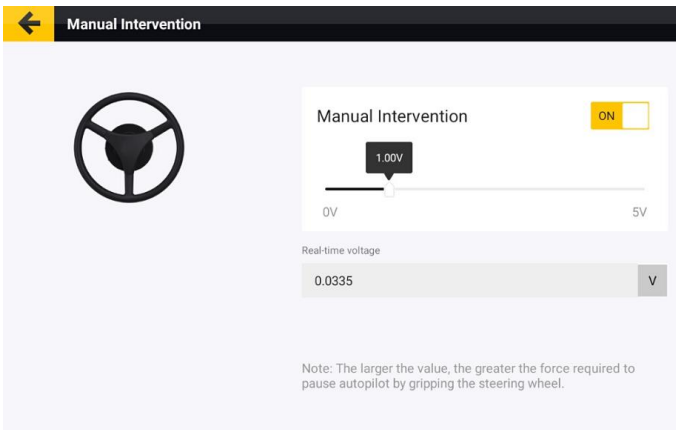 Manual Intervention
Manual Intervention
ON
1.00V
0V
5V
Real-time voltage
0.0335
V
Note: The larger the value, the greater the force required to
pause autopilot by gripping the steering wheel.